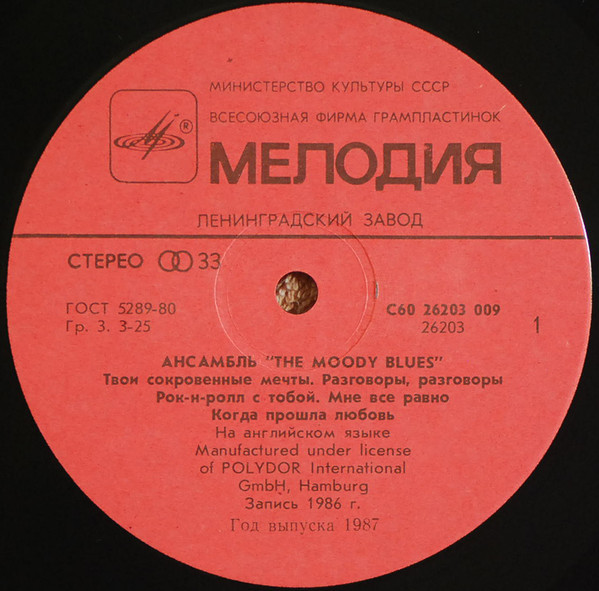 МИНИСТЕРСТВО КУЛЬТУРЫ СССР
ВСЕСОЮЗНАЯ ФИРМА ГРАМПЛАСТИНОК
®
МЕЛОДИЯ
ЛЕНИНГРАДСКИЙ ЗАВОД
СТЕРЕО 33
ГОСТ 5289-80
Гр. 3. 3-25
С60 26203 009
26203
1
АНСАМБЛЬ "THE MOODY BLUES"
Твои сокровенные мечты. Разговоры, разговоры
Рок-н-ролл с тобой. Мне все равно
Когда прошла любовь
На английском языке
Manufactured under license
of POLYDOR International
GmbH, Hamburg
Запись 1986 г.
Год выпуска 1987